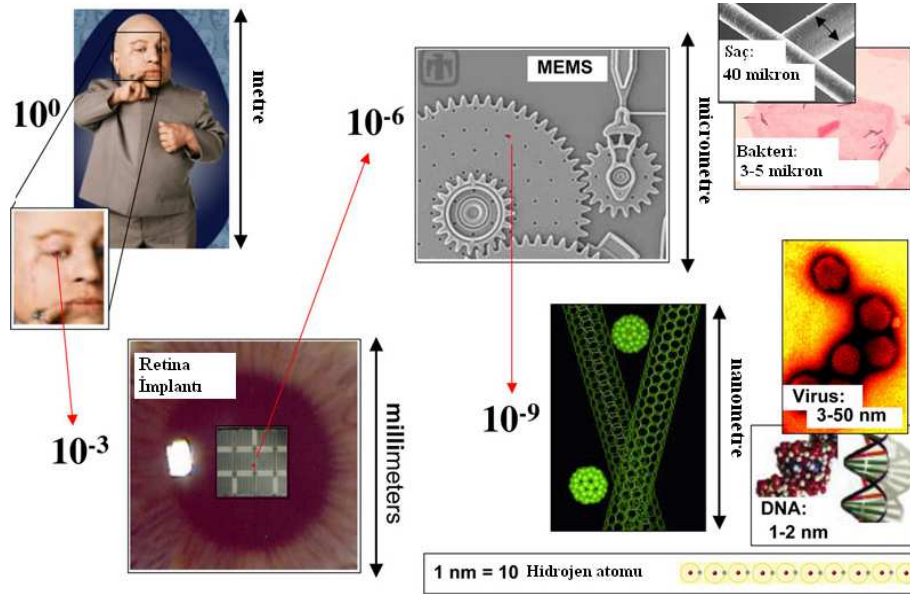 10⁰
metre
10⁻³
Retina
İmplantı
millimeters
10⁻⁶
MEMS
micrometre
Saç:
40 mikron
Bakteri:
3-5 mikron
10⁻⁹
nanometre
Virus:
3-50 nm
DNA:
1-2 nm
1 nm = 10 Hidrojen atomu